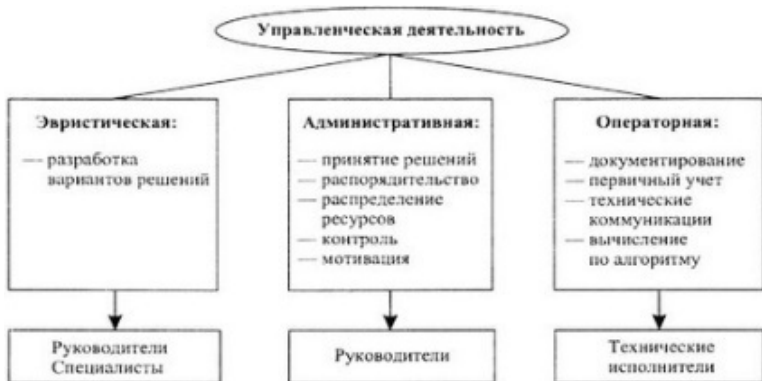 Управленческая деятельность
Эвристическая:
— разработка
вариантов решений
Административная:
— принятие решений
— распорядительство
— распределение
ресурсов
— контроль
— мотивация
Операторная:
— документирование
— первичный учет
— технические
коммуникации
— вычисление
по алгоритму
Руководители
Специалисты
Руководители
Технические
исполнители